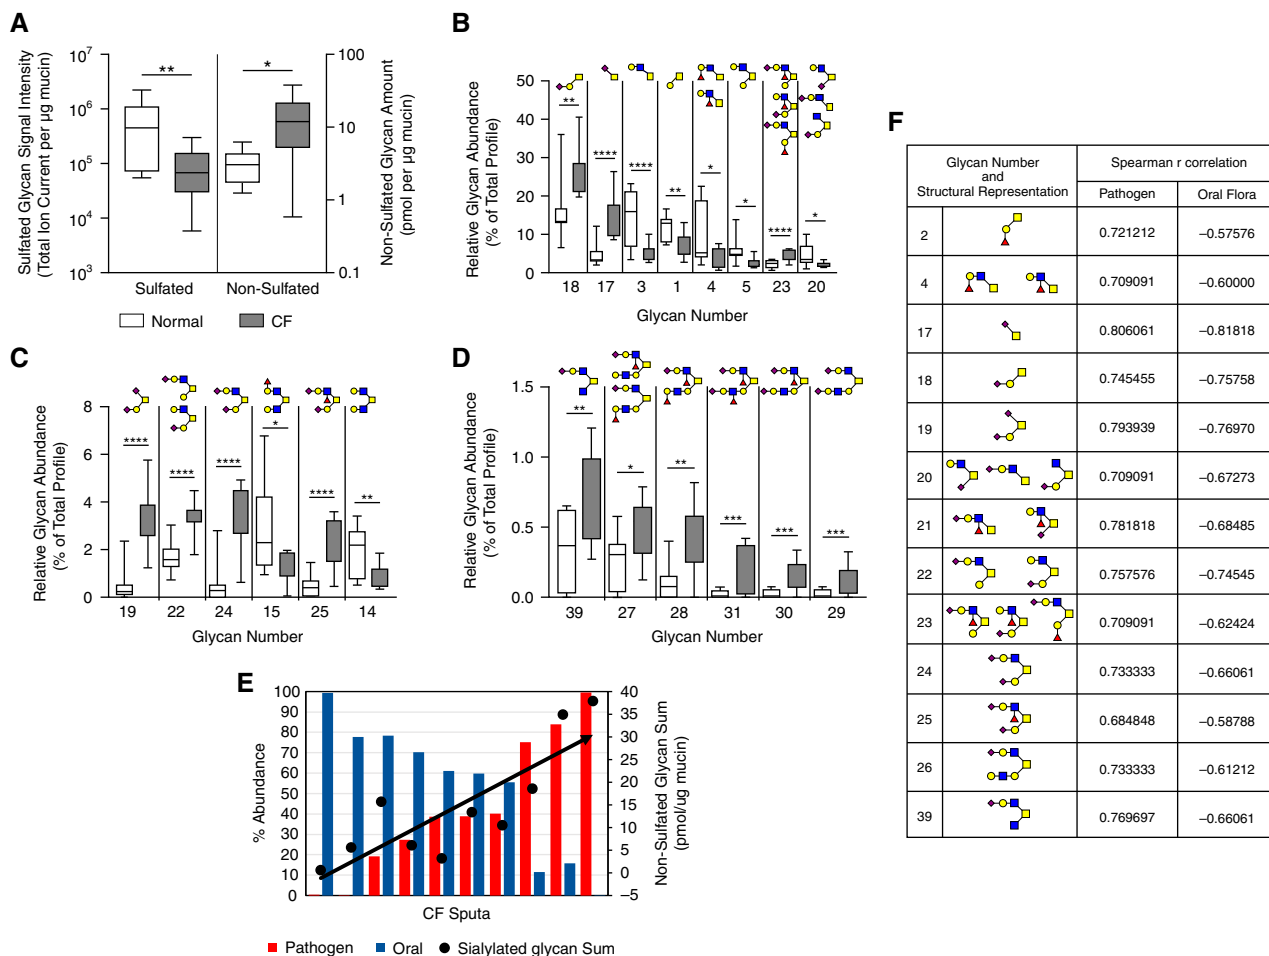 A
Sulfated Glycan Signal Intensity
(Total Ion Current per µg mucin)
10⁷
10⁶
10⁵
10⁴
10³
**
*
100
10
1
0.1
Non-Sulfated Glycan Amount
(pmol per µg mucin)
Sulfated
Non-Sulfated
Normal
CF
B
Relative Glycan Abundance
(% of Total Profile)
50
40
30
20
10
0
**
****
****
**
*
*
****
*
18 17 3 1 4 5 23 20
Glycan Number
C
Relative Glycan Abundance
(% of Total Profile)
8
6
4
2
0
****
****
****
*
****
**
19 22 24 15 25 14
Glycan Number
D
Relative Glycan Abundance
(% of Total Profile)
1.5
1.0
0.5
0.0
**
*
**
***
***
***
39 27 28 31 30 29
Glycan Number
E
% Abundance
100
90
80
70
60
50
40
30
20
10
0
40
35
30
25
20
15
10
5
0
–5
Non-Sulfated Glycan Sum
(pmol/ug mucin)
CF Sputa
Pathogen
Oral
Sialylated glycan Sum
F
Glycan Number
and
Structural Representation
Spearman r correlation
Pathogen
Oral Flora
2 0.721212 –0.57576
4 0.709091 –0.60000
17 0.806061 –0.81818
18 0.745455 –0.75758
19 0.793939 –0.76970
20 0.709091 –0.67273
21 0.781818 –0.68485
22 0.757576 –0.74545
23 0.709091 –0.62424
24 0.733333 –0.66061
25 0.684848 –0.58788
26 0.733333 –0.61212
39 0.769697 –0.66061